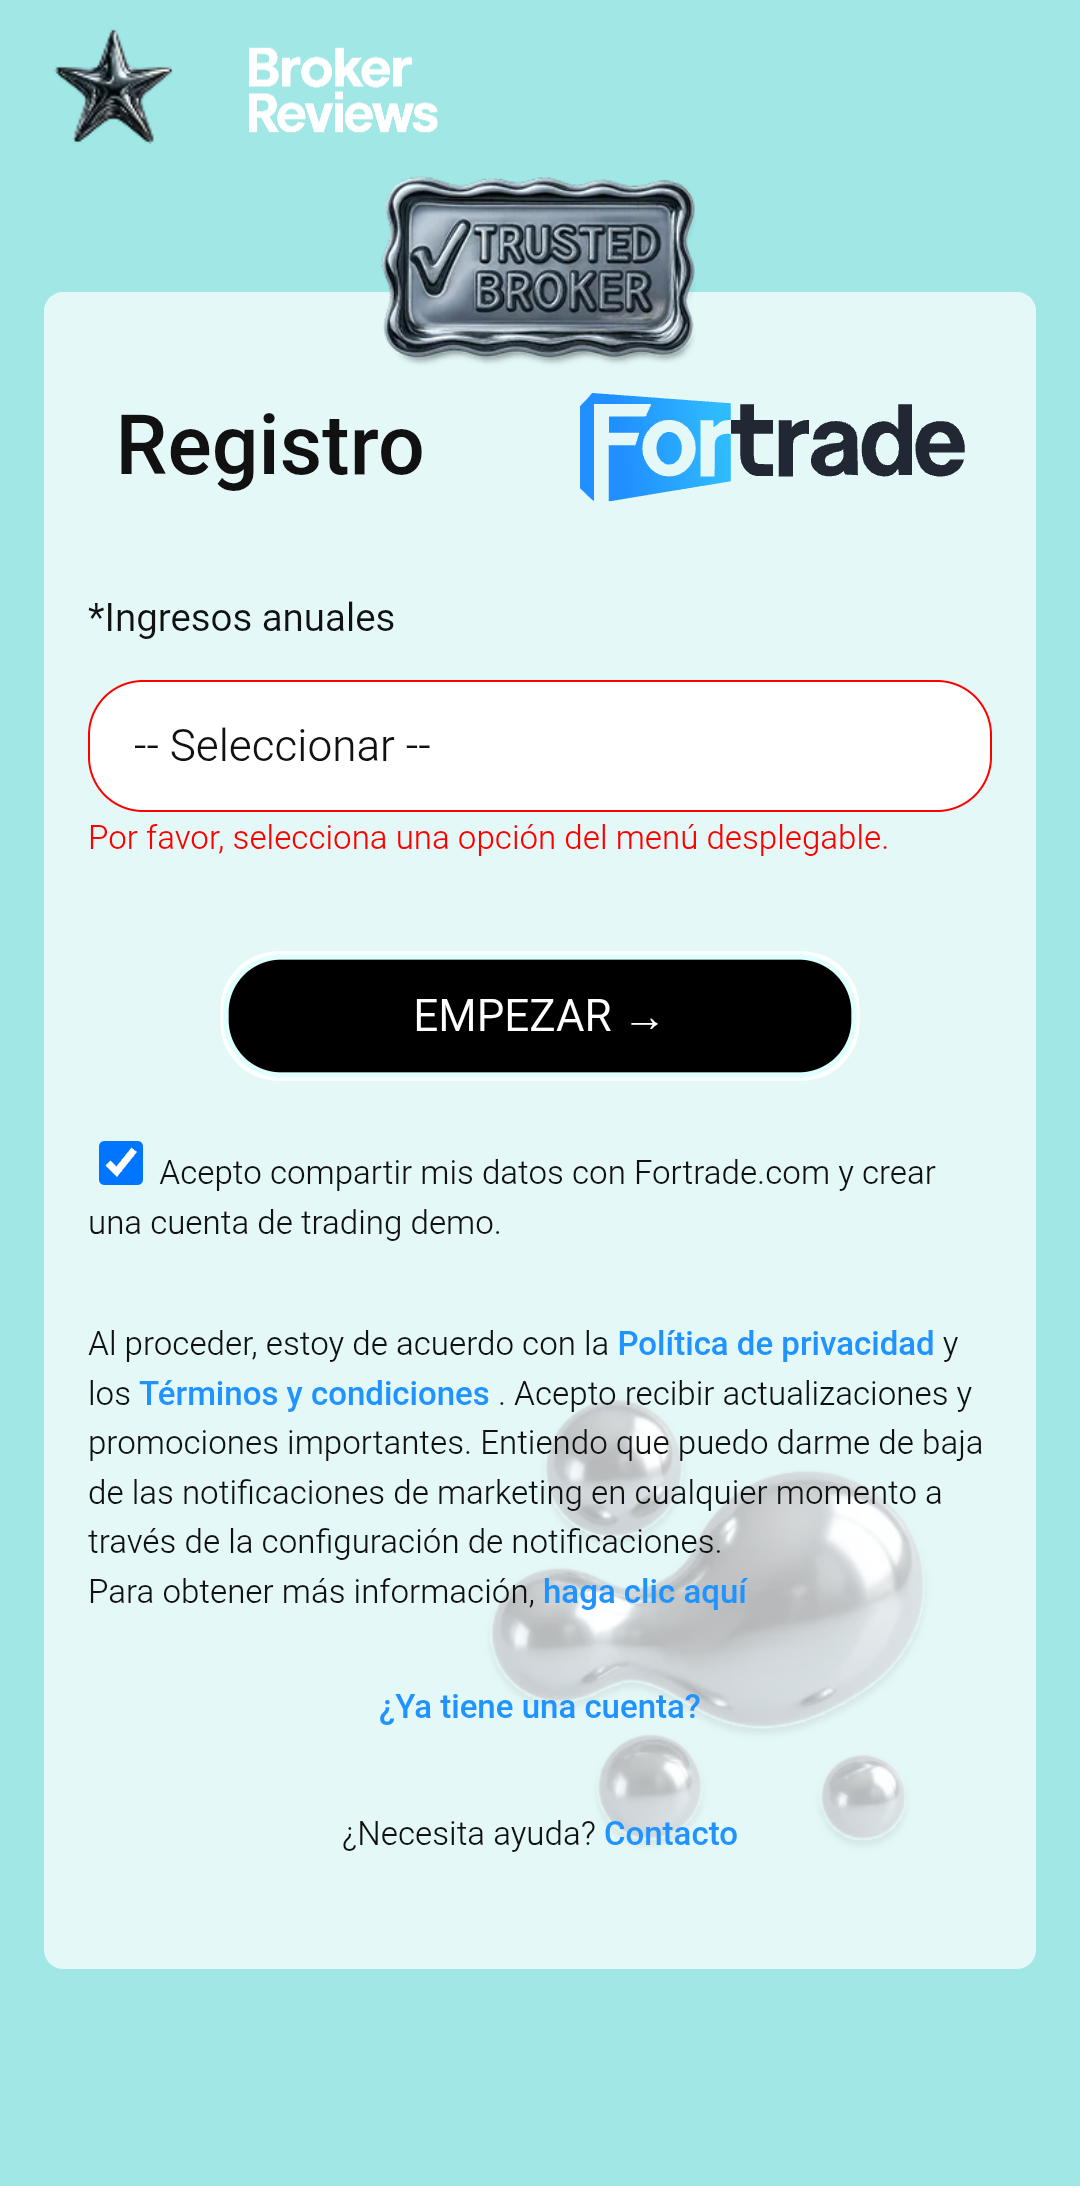 Broker
Reviews
TRUSTED
BROKER
Registro
Fortrade
*Ingresos anuales
-- Seleccionar --
Por favor, selecciona una opción del menú desplegable.
EMPEZAR →
Acepto compartir mis datos con Fortrade.com y crear
una cuenta de trading demo.
Al proceder, estoy de acuerdo con la Política de privacidad y
los Términos y condiciones . Acepto recibir actualizaciones y
promociones importantes. Entiendo que puedo darme de baja
de las notificaciones de marketing en cualquier momento a
través de la configuración de notificaciones.
Para obtener más información, haga clic aquí
¿Ya tiene una cuenta?
¿Necesita ayuda? Contacto